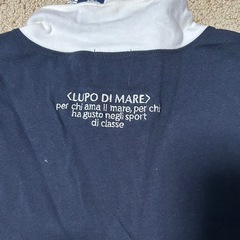 <LUPO DI MARE>
per chi ama il mare, per chi
ha gusto negli sport
di classe